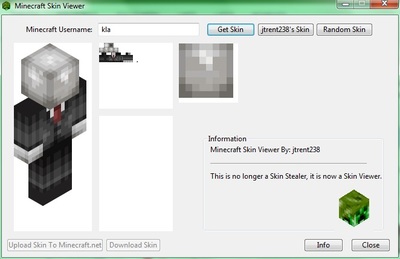 Minecraft Skin Viewer
Minecraft Username: kla Get Skin jtrent238's Skin Random Skin
Information
Minecraft Skin Viewer By: jtrent238
This is no longer a Skin Stealer, it is now a Skin Viewer.
Upload Skin To Minecraft.net Download Skin Info Close